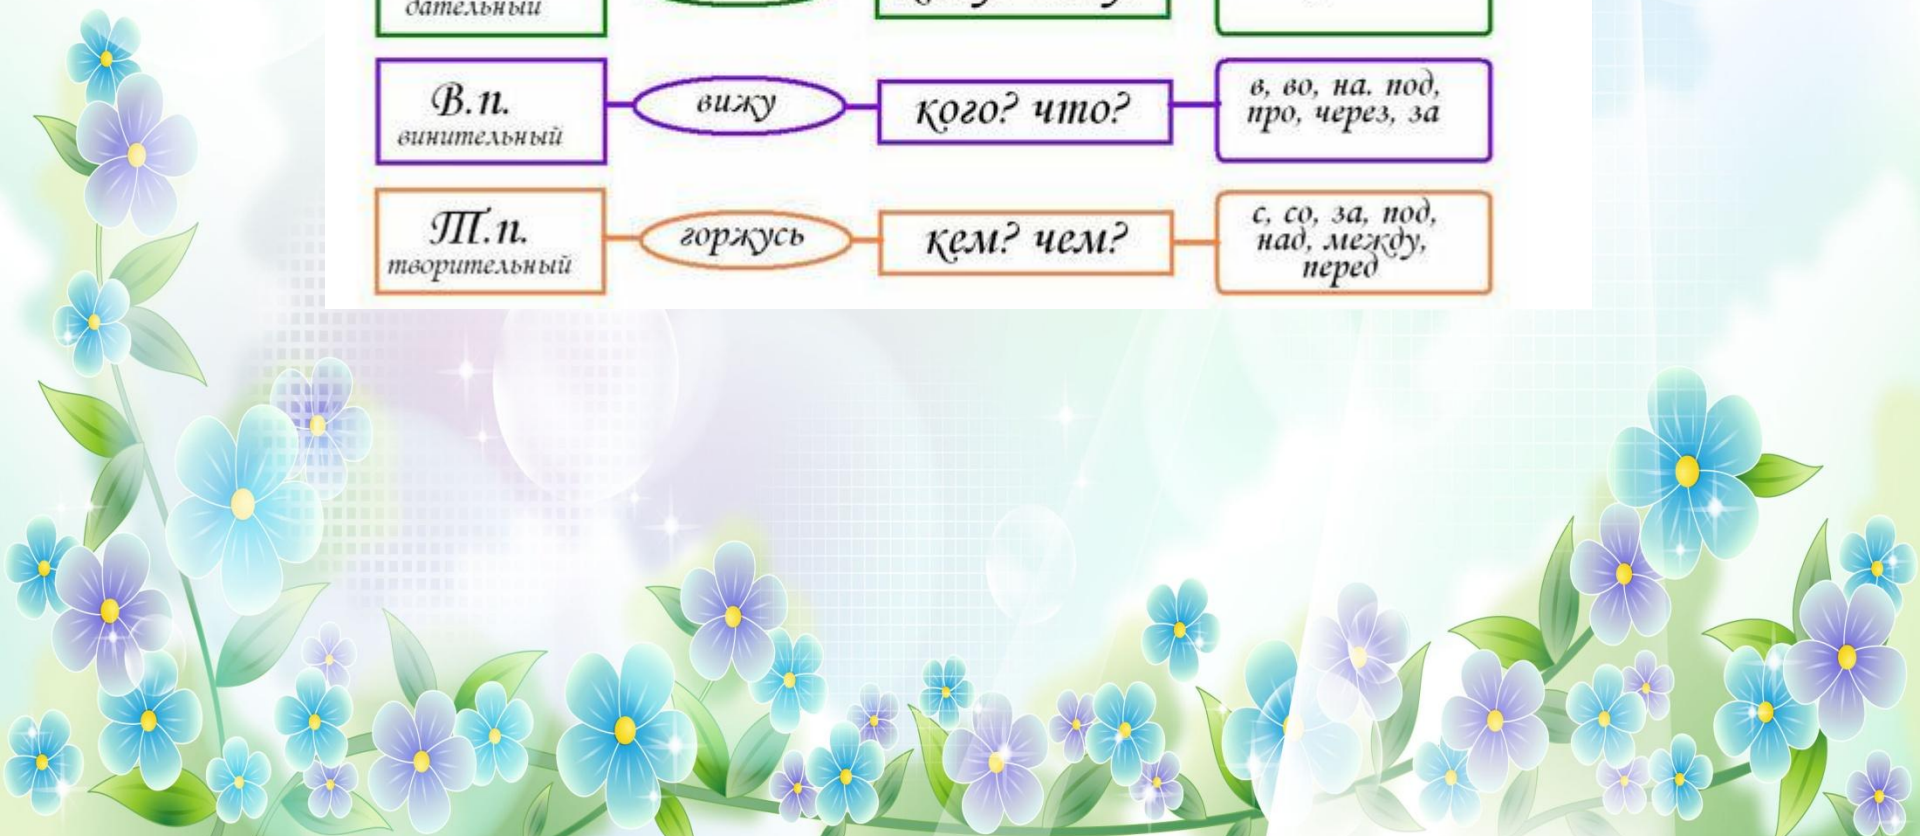 дательный
В.п.
винительный
вижу
кого? что?
в, во, на. под,
про, через, за
Т.п.
творительный
горжусь
кем? чем?
с, со, за, под,
над, между,
перед